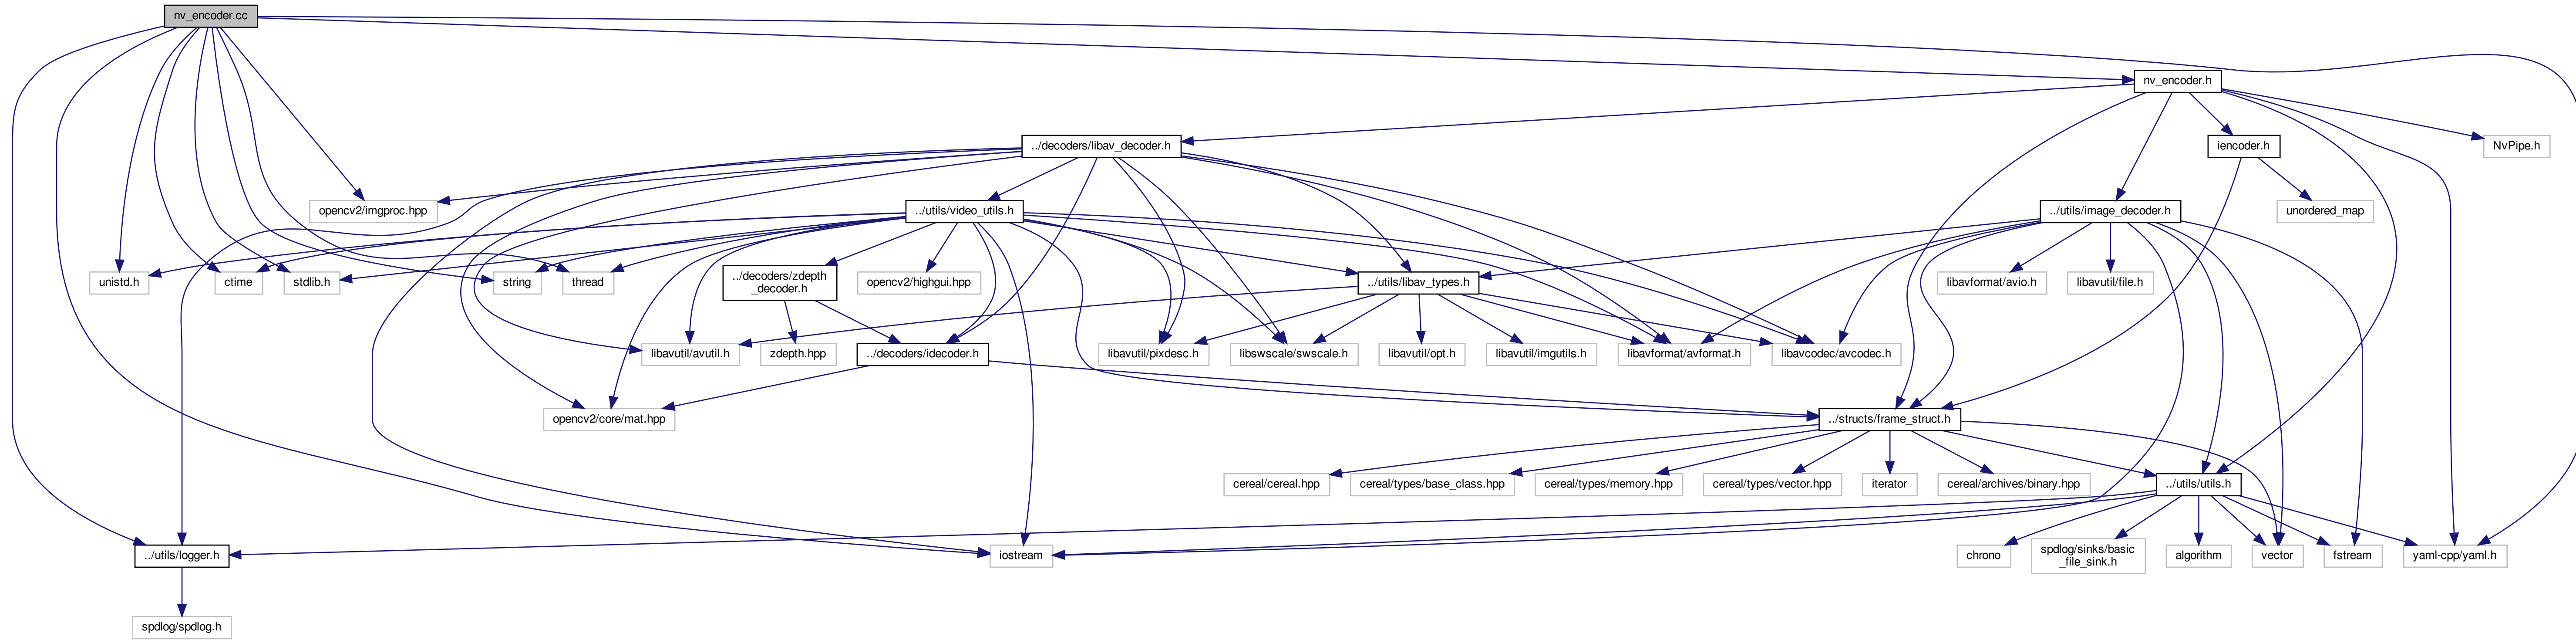 nv_encoder.cc
nv_encoder.h
../decoders/libav_decoder.h
iencoder.h
NvPipe.h
opencv2/imgproc.hpp
../utils/video_utils.h
../utils/image_decoder.h
unordered_map
unistd.h
ctime
stdlib.h
string
thread
../decoders/zdepth
_decoder.h
opencv2/highgui.hpp
../utils/libav_types.h
libavformat/avio.h
libavutil/file.h
libavutil/avutil.h
zdepth.hpp
../decoders/idecoder.h
libavutil/pixdesc.h
libswscale/swscale.h
libavutil/opt.h
libavutil/imgutils.h
libavformat/avformat.h
libavcodec/avcodec.h
opencv2/core/mat.hpp
../structs/frame_struct.h
cereal/cereal.hpp
cereal/types/base_class.hpp
cereal/types/memory.hpp
cereal/types/vector.hpp
iterator
cereal/archives/binary.hpp
../utils/utils.h
../utils/logger.h
iostream
chrono
spdlog/sinks/basic
_file_sink.h
algorithm
vector
fstream
yaml-cpp/yaml.h
spdlog/spdlog.h